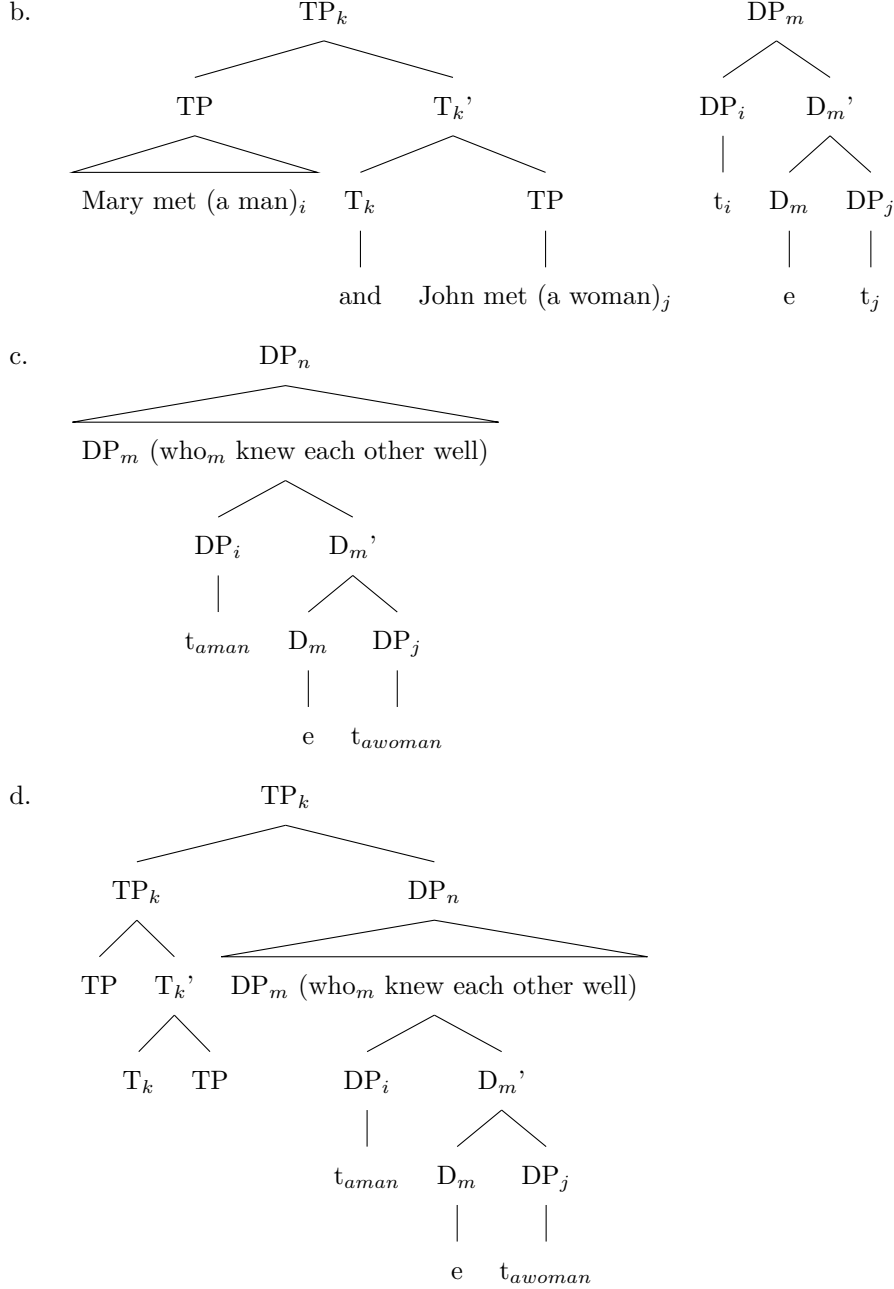 b. TP_k DP_m
TP T_k’ DP_i D_m’
Mary met (a man)_i T_k TP t_i D_m DP_j
and John met (a woman)_j e t_j
c. DP_n
DP_m (who_m knew each other well)
DP_i D_m’
t_aman D_m DP_j
e t_awoman
d. TP_k
TP_k DP_n
TP T_k’ DP_m (who_m knew each other well)
T_k TP DP_i D_m’
t_aman D_m DP_j
e t_awoman